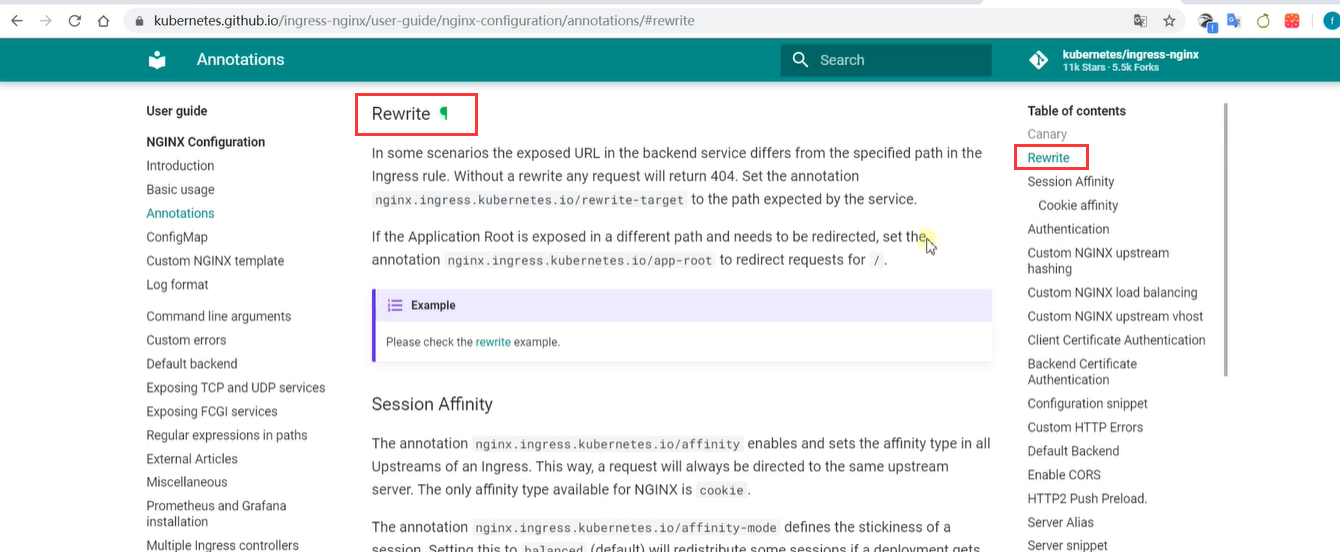 kubernetes.github.io/ingress-nginx/user-guide/nginx-configuration/annotations/#rewrite
f
Annotations
Search
kubernetes/ingress-nginx
11k Stars · 5.5k Forks
User guide
NGINX Configuration
Introduction
Basic usage
Annotations
ConfigMap
Custom NGINX template
Log format
Command line arguments
Custom errors
Default backend
Exposing TCP and UDP services
Exposing FCGI services
Regular expressions in paths
External Articles
Miscellaneous
Prometheus and Grafana
installation
Multiple Ingress controllers
Rewrite ¶
In some scenarios the exposed URL in the backend service differs from the specified path in the
Ingress rule. Without a rewrite any request will return 404. Set the annotation
nginx.ingress.kubernetes.io/rewrite-target to the path expected by the service.
If the Application Root is exposed in a different path and needs to be redirected, set the
annotation nginx.ingress.kubernetes.io/app-root to redirect requests for / .
Example
Please check the rewrite example.
Session Affinity
The annotation nginx.ingress.kubernetes.io/affinity enables and sets the affinity type in all
Upstreams of an Ingress. This way, a request will always be directed to the same upstream
server. The only affinity type available for NGINX is cookie .
The annotation nginx.ingress.kubernetes.io/affinity-mode defines the stickiness of a
session. Setting this to balanced (default) will redistribute some sessions if a deployment gets
Table of contents
Canary
Rewrite
Session Affinity
Cookie affinity
Authentication
Custom NGINX upstream
hashing
Custom NGINX load balancing
Custom NGINX upstream vhost
Client Certificate Authentication
Backend Certificate
Authentication
Configuration snippet
Custom HTTP Errors
Default Backend
Enable CORS
HTTP2 Push Preload.
Server Alias
Server snippet